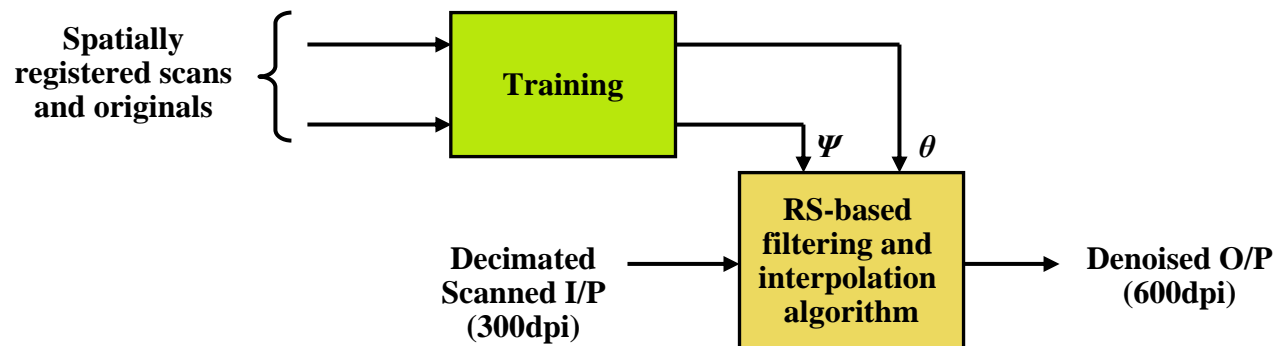 Spatially
registered scans
and originals
Training
Ψ
θ
RS-based
filtering and
interpolation
algorithm
Decimated
Scanned I/P
(300dpi)
Denoised O/P
(600dpi)